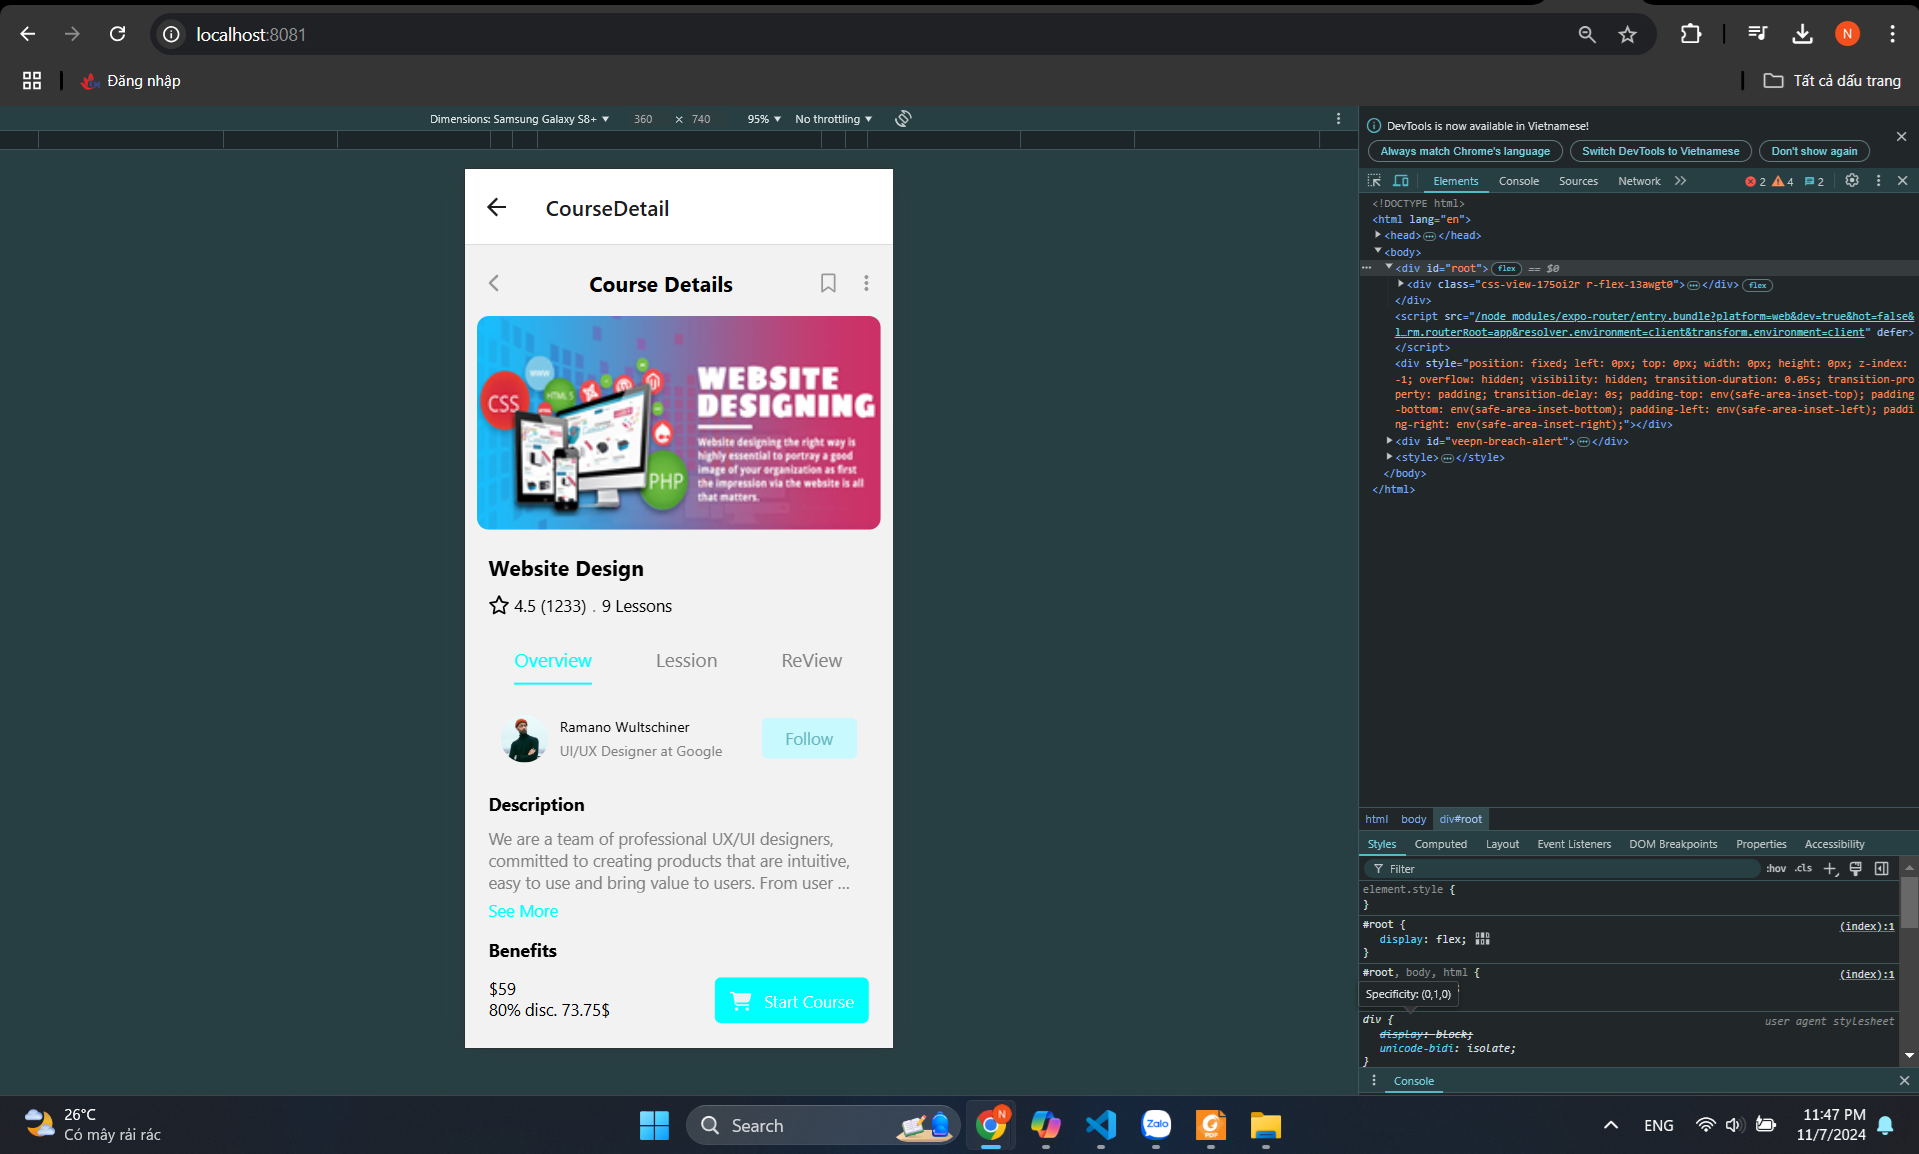 localhost:8081
Đăng nhập
Tất cả dấu trang
Dimensions: Samsung Galaxy S8+ 360 × 740 95% No throttling
CourseDetail
Course Details
CSS
WWW
HTML 5
PHP
WEBSITE
DESIGNING
Website designing the right way is
highly essential to portray a good
image of your organization as first
the impression via the website is all
that matters.
Website Design
4.5 (1233) . 9 Lessons
Overview Lession ReView
Ramano Wultschiner
UI/UX Designer at Google
Follow
Description
We are a team of professional UX/UI designers,
committed to creating products that are intuitive,
easy to use and bring value to users. From user ...
See More
Benefits
$59
80% disc. 73.75$
Start Course
DevTools is now available in Vietnamese!
Always match Chrome's language Switch DevTools to Vietnamese Don't show again
Elements Console Sources Network 2 4 2
<!DOCTYPE html>
<html lang="en">
<head> </head>
<body>
<div id="root"> flex == $0
<div class="css-view-175oi2r r-flex-13awgt0"> </div> flex
</div>
<script src="/node_modules/expo-router/entry.bundle?platform=web&dev=true&hot=false&
l_rm.routerRoot=app&resolver.environment=client&transform.environment=client" defer>
</script>
<div style="position: fixed; left: 0px; top: 0px; width: 0px; height: 0px; z-index:
-1; overflow: hidden; visibility: hidden; transition-duration: 0.05s; transition-pro
perty: padding; transition-delay: 0s; padding-top: env(safe-area-inset-top); padding
-bottom: env(safe-area-inset-bottom); padding-left: env(safe-area-inset-left); paddi
ng-right: env(safe-area-inset-right);"></div>
<div id="veepn-breach-alert"> </div>
<style> </style>
</body>
</html>
html body div#root
Styles Computed Layout Event Listeners DOM Breakpoints Properties Accessibility
Filter :hov .cls
element.style {
}
#root { (index):1
display: flex;
}
#root, body, html { (index):1
Specificity: (0,1,0)
div { user agent stylesheet
display: block;
unicode-bidi: isolate;
}
Console
26°C
Có mây rải rác
Search
N
Zalo
PDF
ENG
11:47 PM
11/7/2024